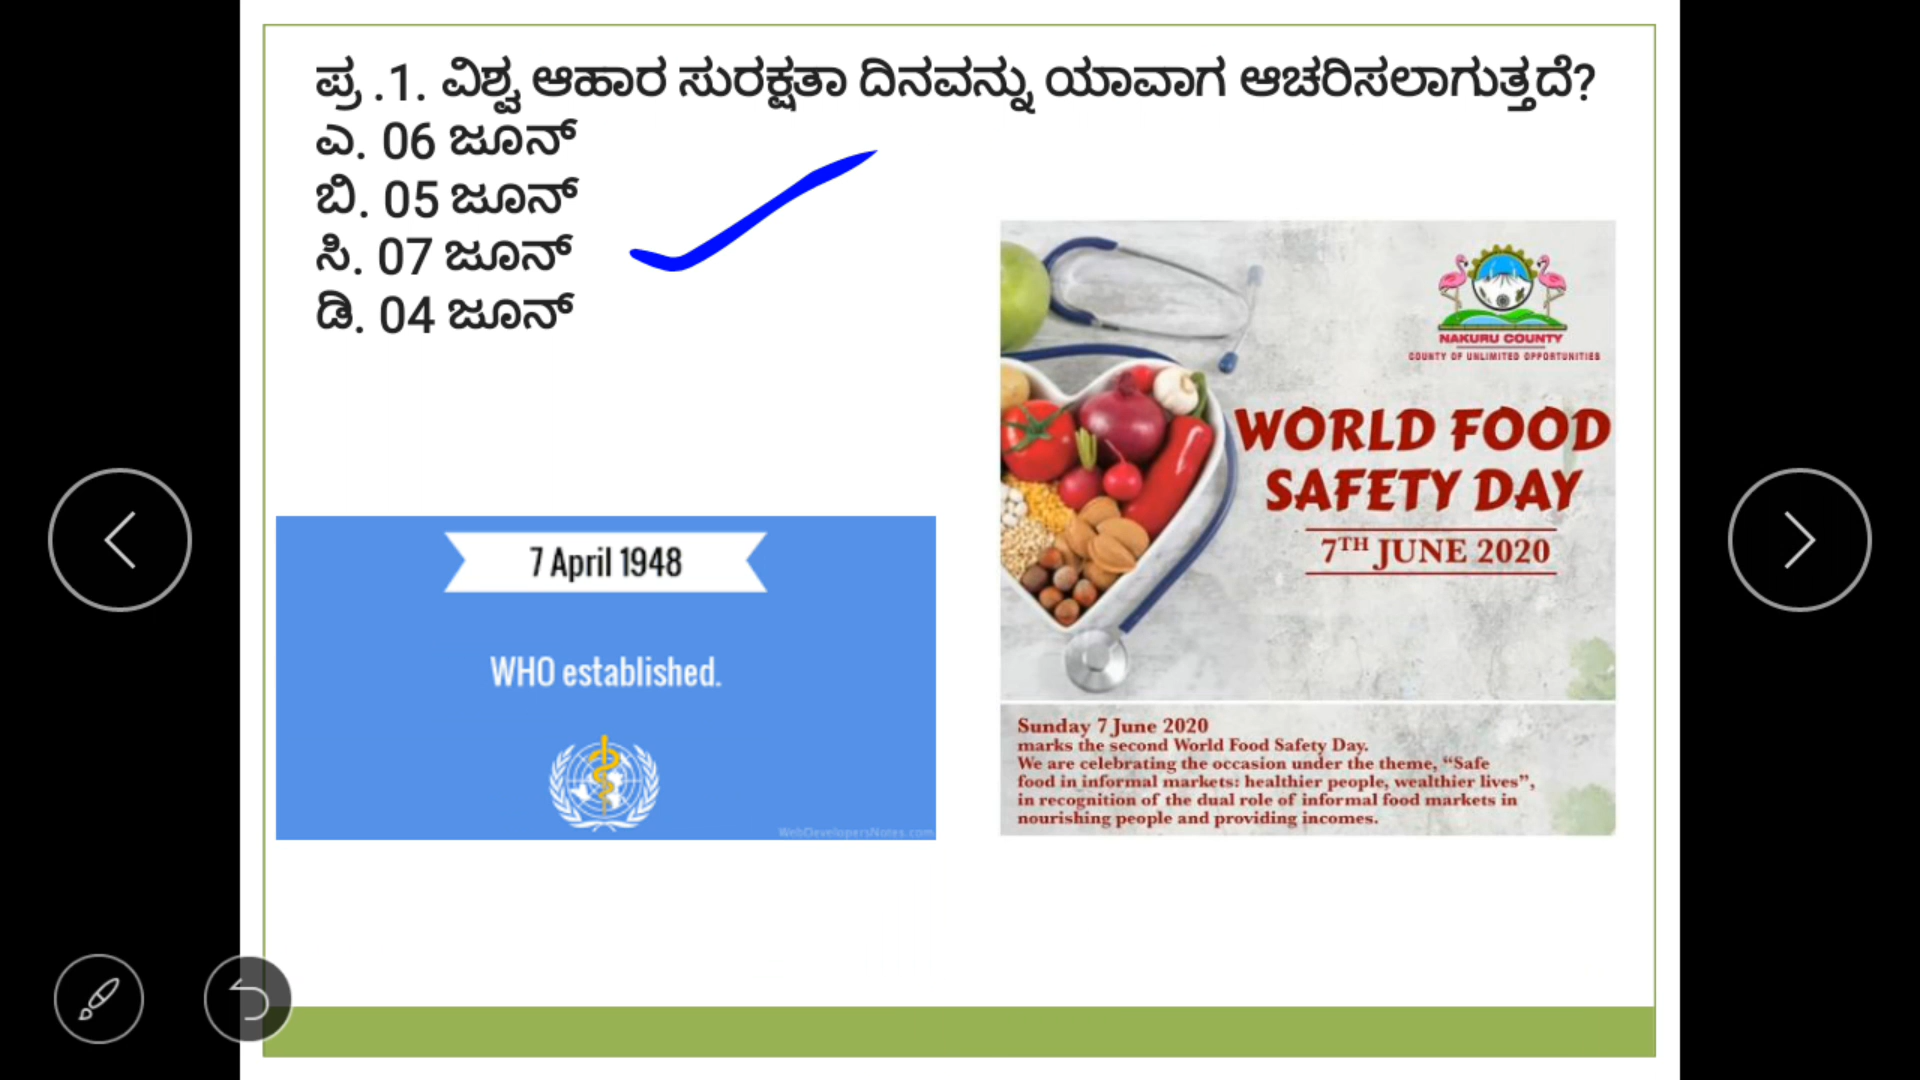 ಪ್ರ .1. ವಿಶ್ವ ಆಹಾರ ಸುರಕ್ಷತಾ ದಿನವನ್ನು ಯಾವಾಗ ಆಚರಿಸಲಾಗುತ್ತದೆ?
ಎ. 06 ಜೂನ್
ಬಿ. 05 ಜೂನ್
ಸಿ. 07 ಜೂನ್
ಡಿ. 04 ಜೂನ್
7 April 1948
WHO established.
WebDevelopersNotes.com
NAKURU COUNTY
COUNTY OF UNLIMITED OPPORTUNITIES
WORLD FOOD
SAFETY DAY
7TH JUNE 2020
Sunday 7 June 2020
marks the second World Food Safety Day.
We are celebrating the occasion under the theme, “Safe
food in informal markets: healthier people, wealthier lives”,
in recognition of the dual role of informal food markets in
nourishing people and providing incomes.